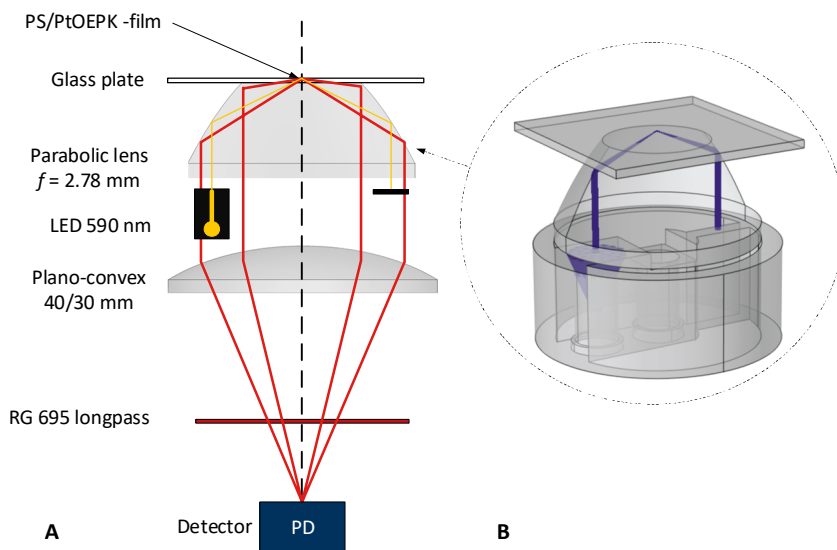 PS/PtOEPK -film
Glass plate
Parabolic lens
f = 2.78 mm
LED 590 nm
Plano-convex
40/30 mm
RG 695 longpass
A
Detector
PD
B